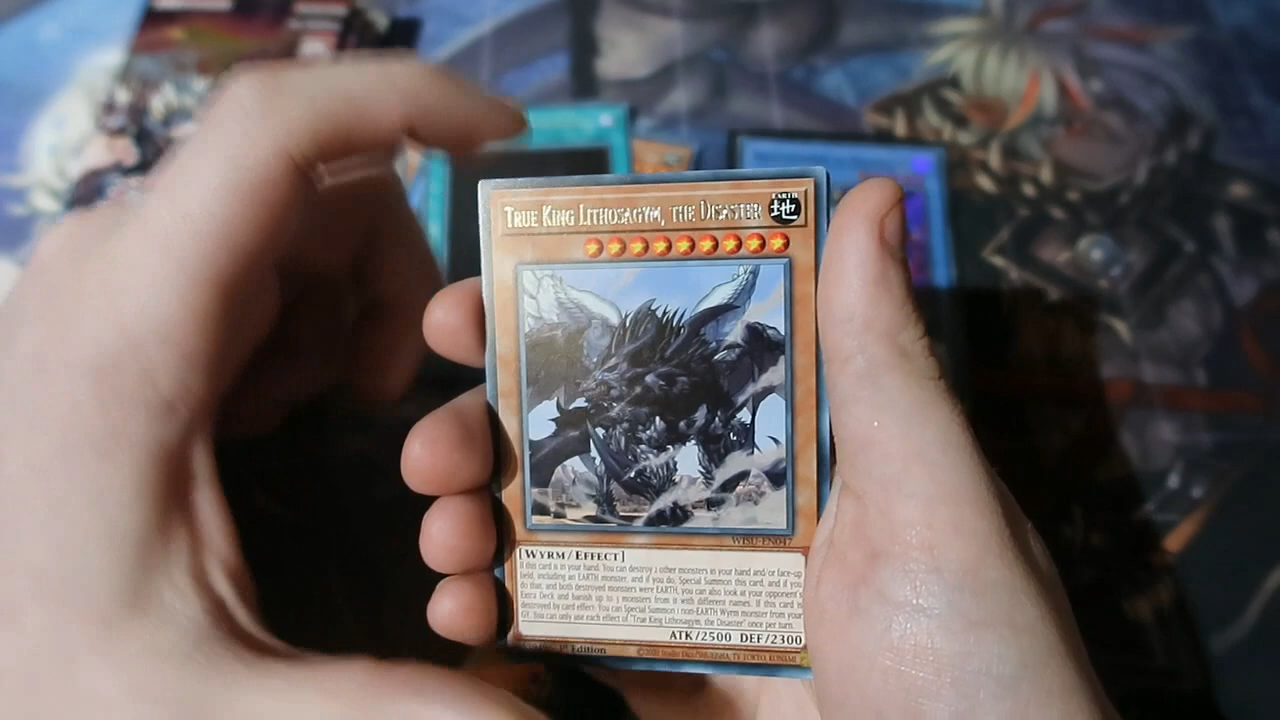 TRUE KING LITHOSAGYM, THE DISASTER
EARTH
地
WISU-EN047
[WYRM/EFFECT]
If this card is in your hand: You can destroy 2 other monsters in your hand and/or face-up
field, including an EARTH monster, and if you do, Special Summon this card, and if you
do that, and both destroyed monsters were EARTH, you can also look at your opponent's
Extra Deck and banish up to 3 monsters from it with different names. If this card is
destroyed by card effect: You can Special Summon 1 non-EARTH Wyrm monster from your
GY. You can only use each effect of "True King Lithosagym, the Disaster" once per turn.
ATK/2500 DEF/2300
1st Edition
©2020 Studio Dice/SHUEISHA, TV TOKYO, KONAMI